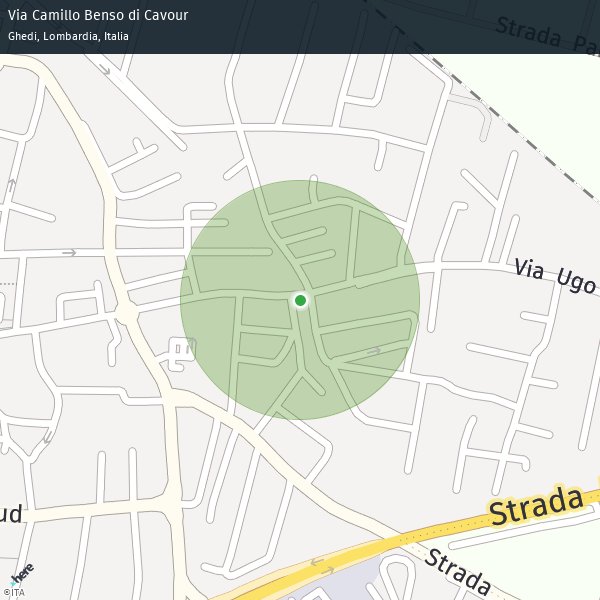 Via Camillo Benso di Cavour
Ghedi, Lombardia, Italia
Strada Pa
Via Ugo
ud
Strada
Strada
here
©ITA